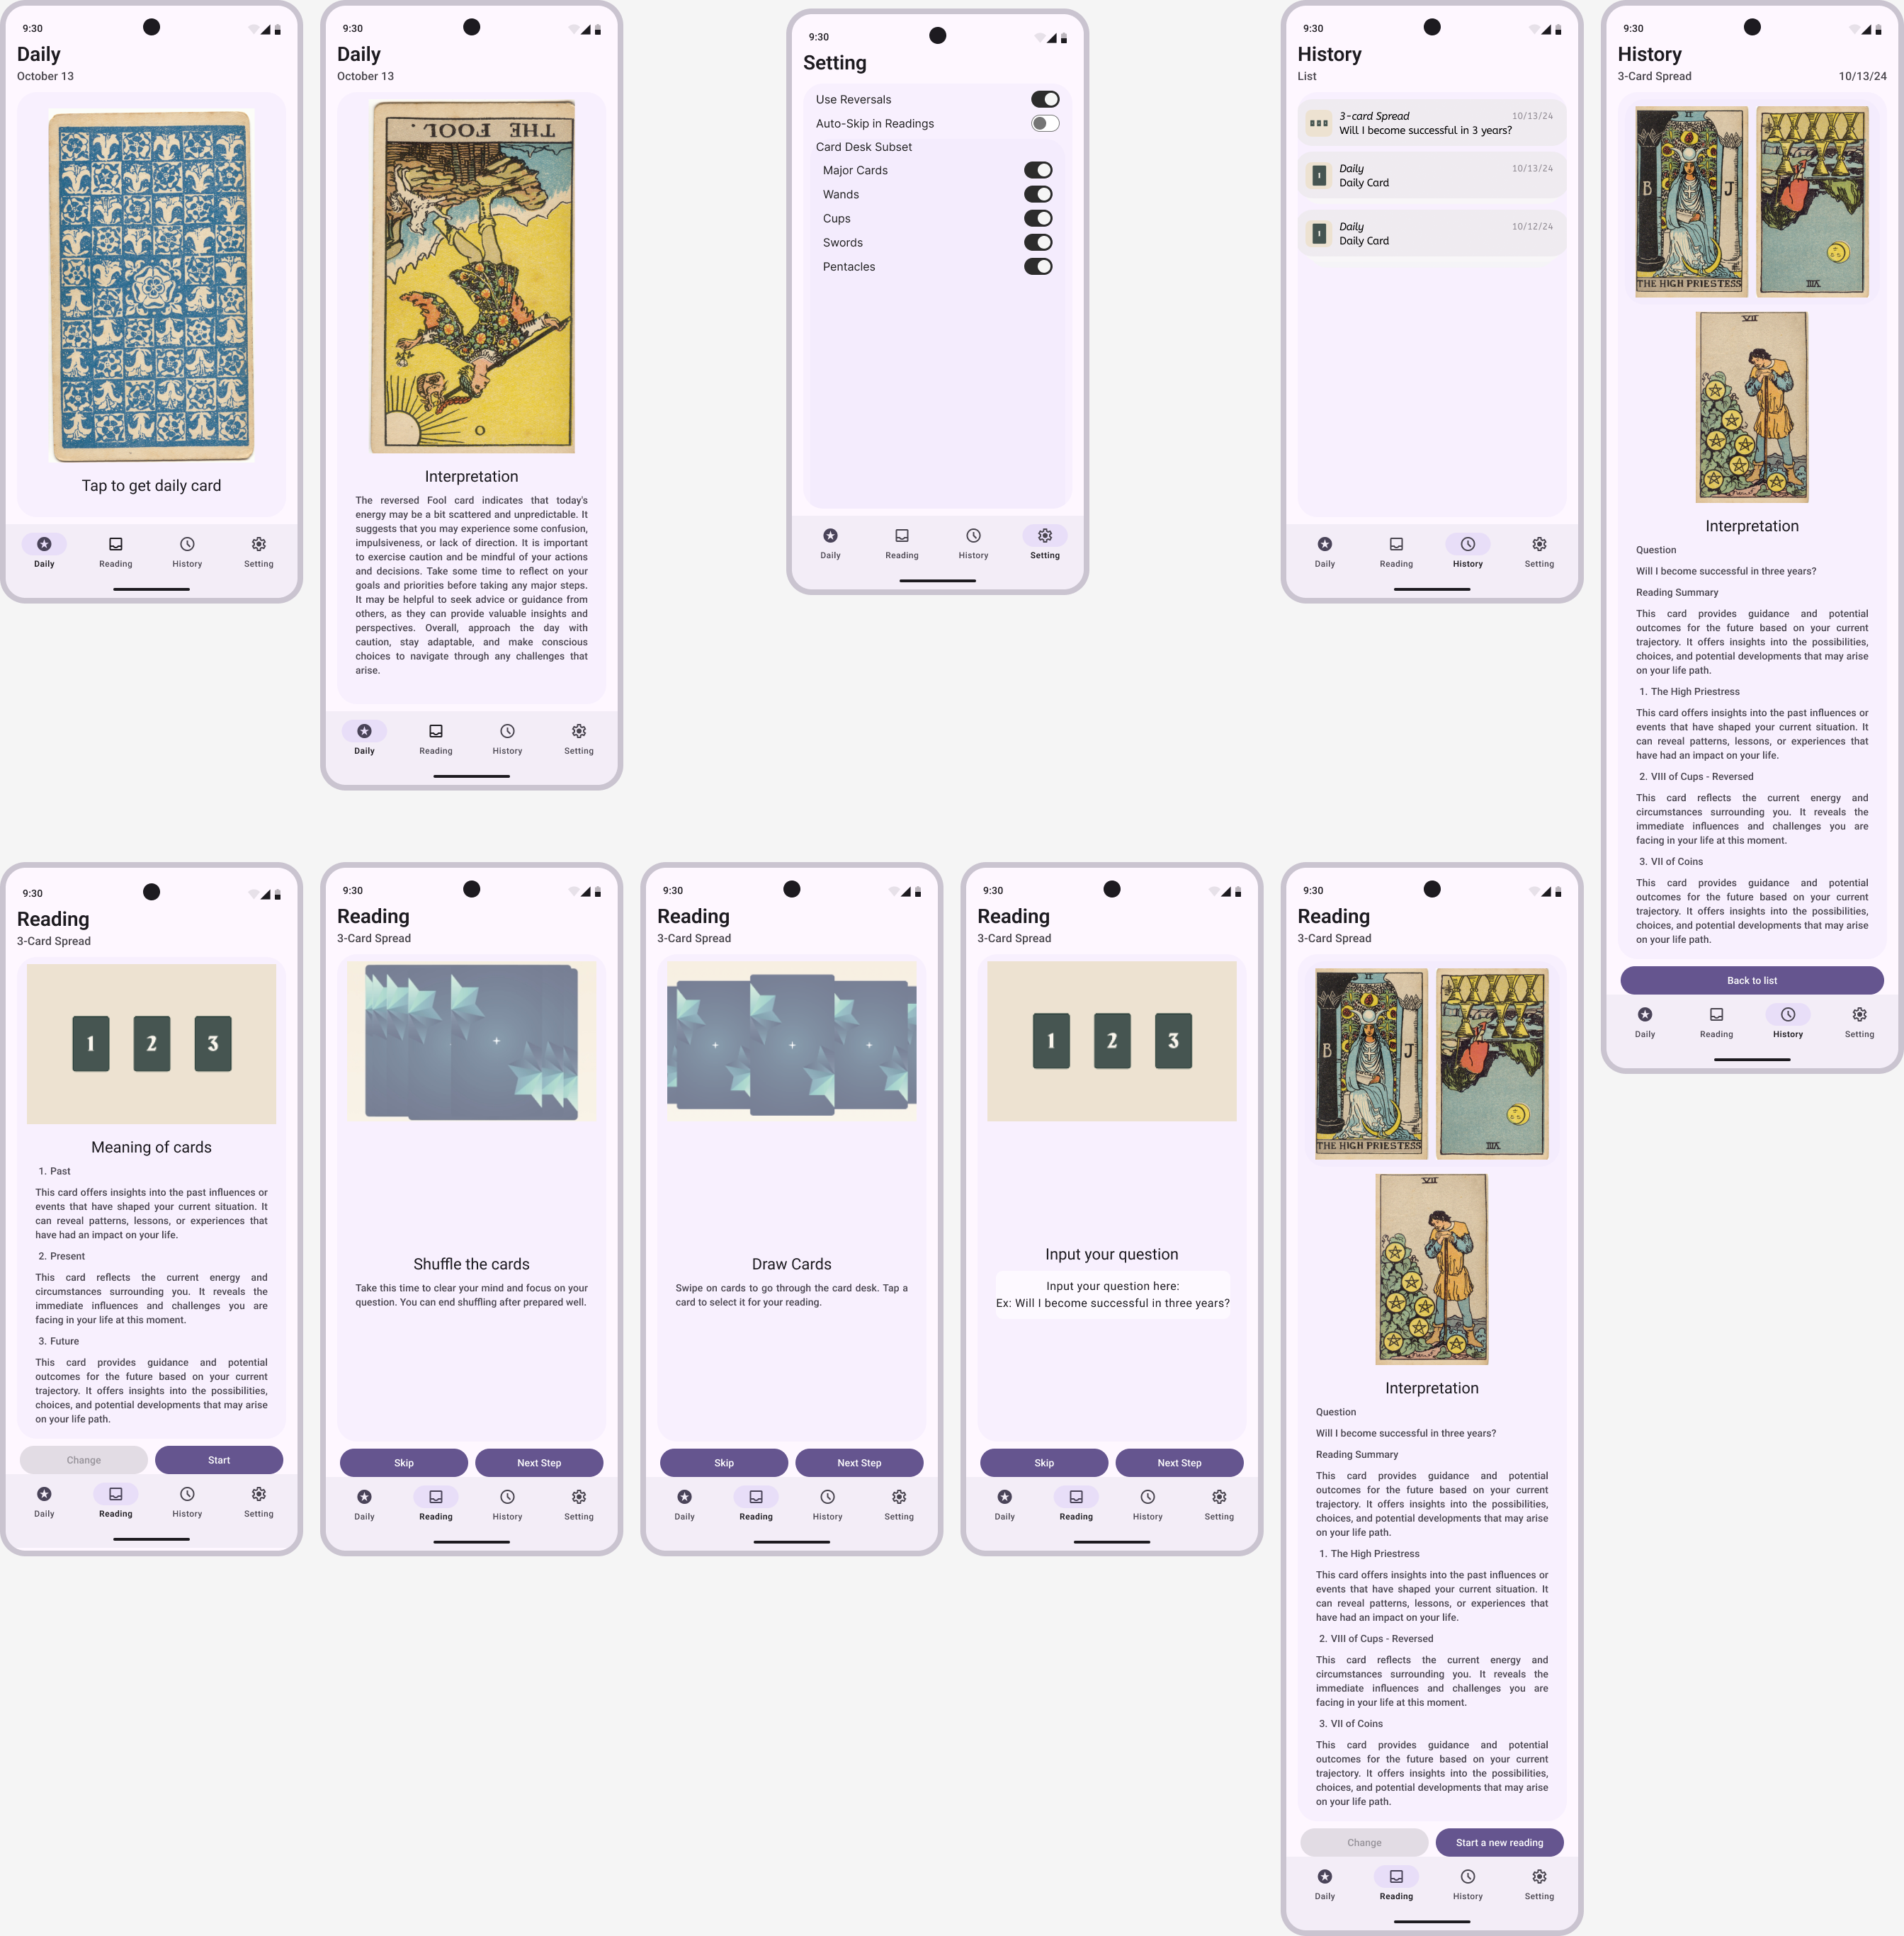 9:30
Daily
October 13
Tap to get daily card
Daily
Reading
History
Setting
9:30
Daily
October 13
THE FOOL.
0
Interpretation
The reversed Fool card indicates that today's
energy may be a bit scattered and unpredictable. It
suggests that you may experience some confusion,
impulsiveness, or lack of direction. It is important
to exercise caution and be mindful of your actions
and decisions. Take some time to reflect on your
goals and priorities before taking any major steps.
It may be helpful to seek advice or guidance from
others, as they can provide valuable insights and
perspectives. Overall, approach the day with
caution, stay adaptable, and make conscious
choices to navigate through any challenges that
arise.
Daily
Reading
History
Setting
9:30
Setting
Use Reversals
Auto-Skip in Readings
Card Desk Subset
Major Cards
Wands
Cups
Swords
Pentacles
Daily
Reading
History
Setting
9:30
History
List
3-card Spread 10/13/24
Will I become successful in 3 years?
Daily 10/13/24
Daily Card
Daily 10/12/24
Daily Card
Daily
Reading
History
Setting
9:30
History
3-Card Spread 10/13/24
II
B J
THE HIGH PRIESTESS
VIII
VII
Interpretation
Question
Will I become successful in three years?
Reading Summary
This card provides guidance and potential
outcomes for the future based on your current
trajectory. It offers insights into the possibilities,
choices, and potential developments that may arise
on your life path.
1. The High Priestress
This card offers insights into the past influences or
events that have shaped your current situation. It
can reveal patterns, lessons, or experiences that
have had an impact on your life.
2. VIII of Cups - Reversed
This card reflects the current energy and
circumstances surrounding you. It reveals the
immediate influences and challenges you are
facing in your life at this moment.
3. VII of Coins
This card provides guidance and potential
outcomes for the future based on your current
trajectory. It offers insights into the possibilities,
choices, and potential developments that may arise
on your life path.
Back to list
Daily
Reading
History
Setting
9:30
Reading
3-Card Spread
1 2 3
Meaning of cards
1. Past
This card offers insights into the past influences or
events that have shaped your current situation. It
can reveal patterns, lessons, or experiences that
have had an impact on your life.
2. Present
This card reflects the current energy and
circumstances surrounding you. It reveals the
immediate influences and challenges you are
facing in your life at this moment.
3. Future
This card provides guidance and potential
outcomes for the future based on your current
trajectory. It offers insights into the possibilities,
choices, and potential developments that may arise
on your life path.
Change
Start
Daily
Reading
History
Setting
9:30
Reading
3-Card Spread
Shuffle the cards
Take this time to clear your mind and focus on your
question. You can end shuffling after prepared well.
Skip
Next Step
Daily
Reading
History
Setting
9:30
Reading
3-Card Spread
Draw Cards
Swipe on cards to go through the card desk. Tap a
card to select it for your reading.
Skip
Next Step
Daily
Reading
History
Setting
9:30
Reading
3-Card Spread
1 2 3
Input your question
Input your question here:
Ex: Will I become successful in three years?
Skip
Next Step
Daily
Reading
History
Setting
9:30
Reading
3-Card Spread
II
B J
THE HIGH PRIESTESS
VIII
VII
Interpretation
Question
Will I become successful in three years?
Reading Summary
This card provides guidance and potential
outcomes for the future based on your current
trajectory. It offers insights into the possibilities,
choices, and potential developments that may arise
on your life path.
1. The High Priestress
This card offers insights into the past influences or
events that have shaped your current situation. It
can reveal patterns, lessons, or experiences that
have had an impact on your life.
2. VIII of Cups - Reversed
This card reflects the current energy and
circumstances surrounding you. It reveals the
immediate influences and challenges you are
facing in your life at this moment.
3. VII of Coins
This card provides guidance and potential
outcomes for the future based on your current
trajectory. It offers insights into the possibilities,
choices, and potential developments that may arise
on your life path.
Change
Start a new reading
Daily
Reading
History
Setting